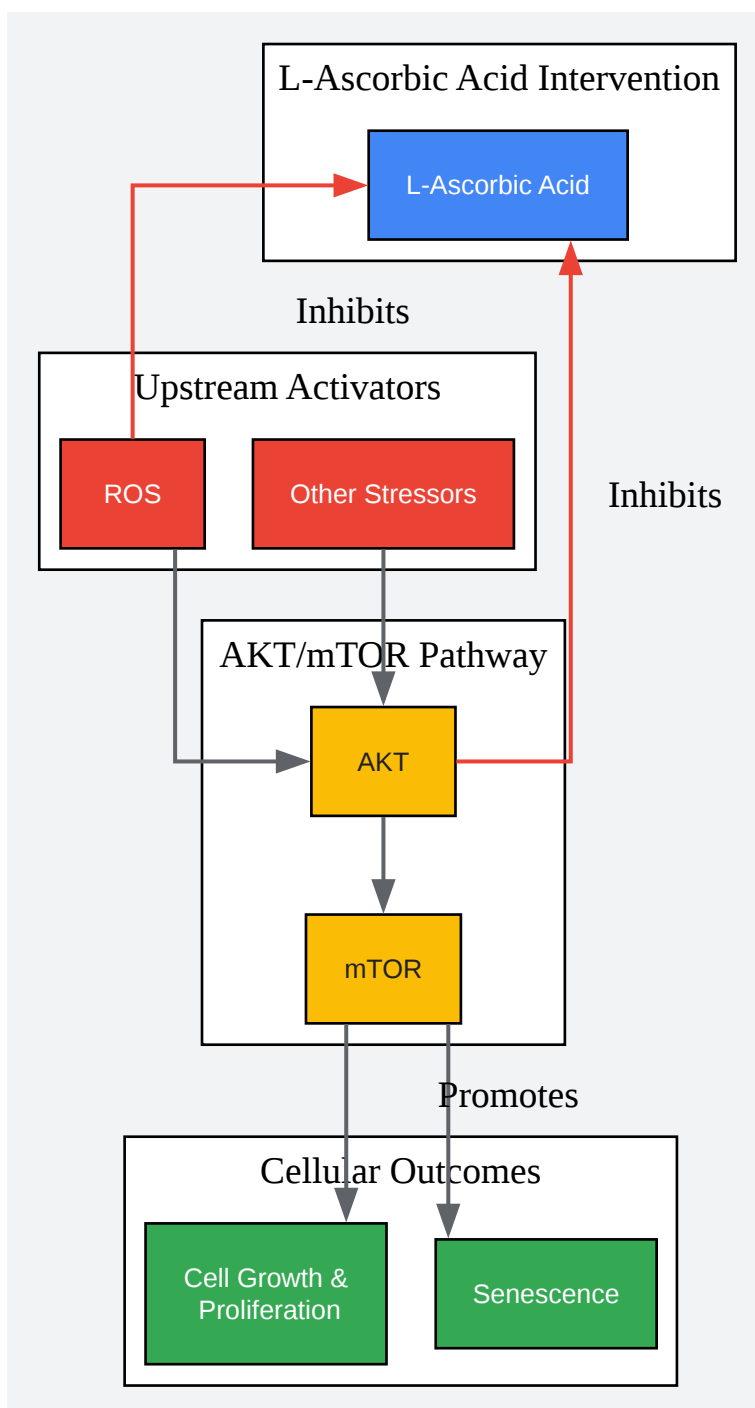 L-Ascorbic Acid Intervention
L-Ascorbic Acid
Inhibits
Upstream Activators
ROS
Other Stressors
Inhibits
AKT/mTOR Pathway
AKT
mTOR
Promotes
Cellular Outcomes
Cell Growth &
Proliferation
Senescence